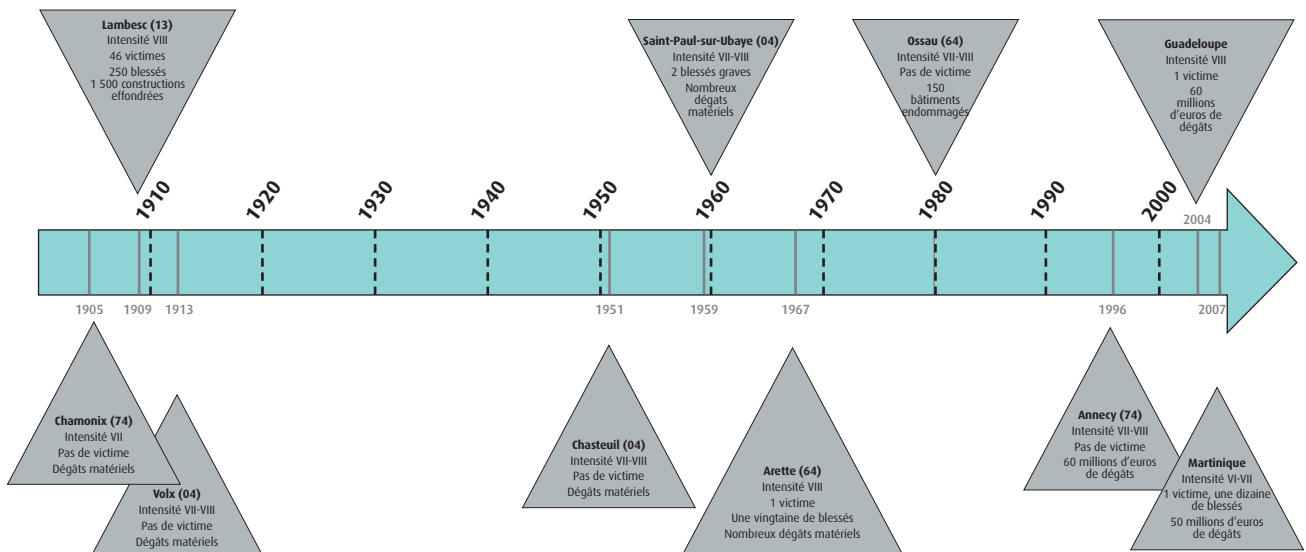 Lambesc (13)
Intensité VIII
46 victimes
250 blessés
1 500 constructions
effondrées
Saint-Paul-sur-Ubaye (04)
Intensité VII-VIII
2 blessés graves
Nombreux
dégats
matériels
Ossau (64)
Intensité VII-VIII
Pas de victime
150
bâtiments
endommagés
Guadeloupe
Intensité VIII
1 victime
60
millions
d'euros de
dégâts
1910
1920
1930
1940
1950
1960
1970
1980
1990
2000
2004
1905
1909
1913
1951
1959
1967
1996
2007
Chamonix (74)
Intensité VII
Pas de victime
Dégâts matériels
Volx (04)
Intensité VII-VIII
Pas de victime
Dégâts matériels
Chasteuil (04)
Intensité VII-VIII
Pas de victime
Dégâts matériels
Arette (64)
Intensité VIII
1 victime
Une vingtaine de blessés
Nombreux dégâts matériels
Annecy (74)
Intensité VII-VIII
Pas de victime
60 millions d'euros
de dégâts
Martinique
Intensité VI-VII
1 victime, une dizaine
de blessés
50 millions d'euros
de dégâts